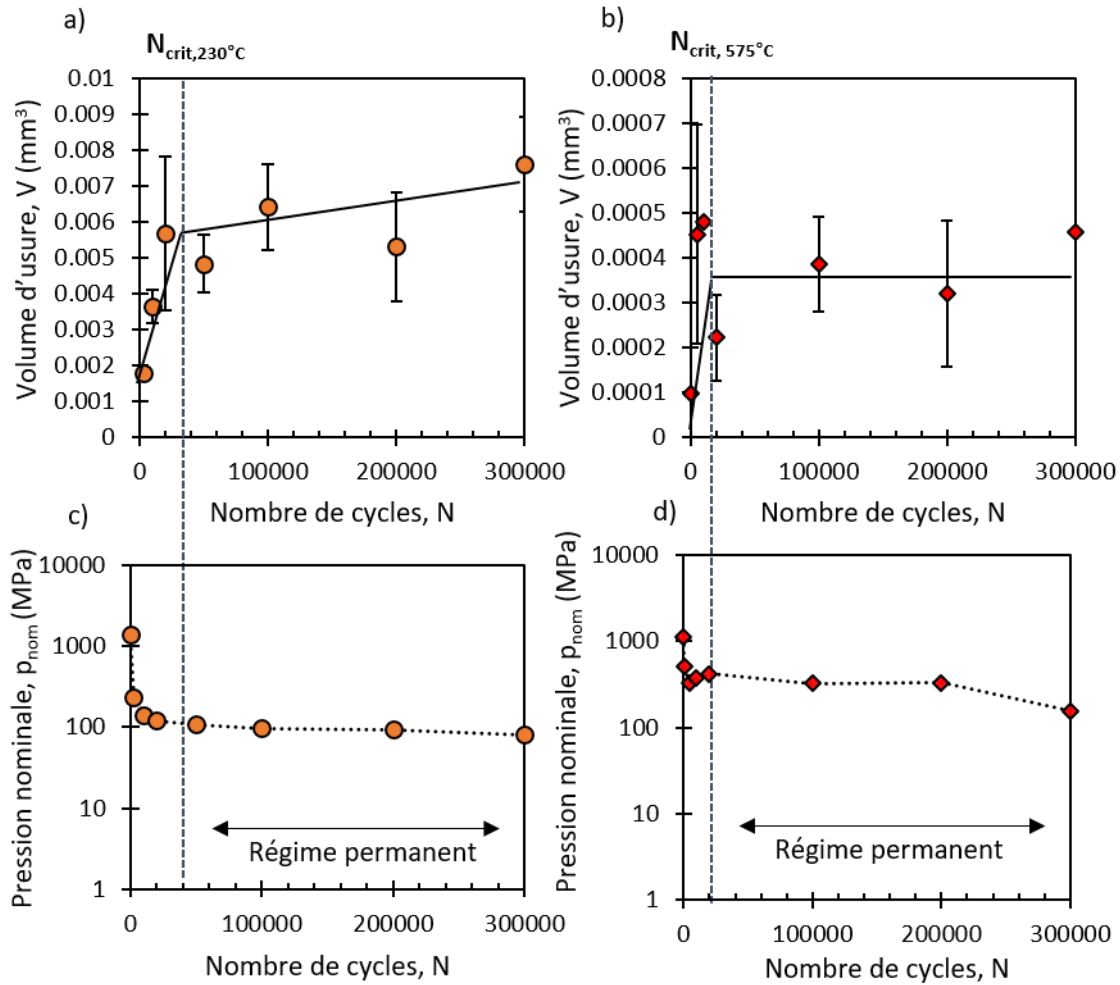 a)
N_crit,230°C
0.01
0.009
0.008
0.007
0.006
0.005
0.004
0.003
0.002
0.001
0
Volume d'usure, V (mm³)
0 100000 200000 300000
Nombre de cycles, N
b)
N_crit, 575°C
0.0008
0.0007
0.0006
0.0005
0.0004
0.0003
0.0002
0.0001
0
Volume d'usure, V (mm³)
0 100000 200000 300000
Nombre de cycles, N
c)
10000
1000
100
10
1
Pression nominale, p_nom (MPa)
Régime permanent
0 100000 200000 300000
Nombre de cycles, N
d)
10000
1000
100
10
1
Pression nominale, p_nom (MPa)
Régime permanent
0 100000 200000 300000
Nombre de cycles, N